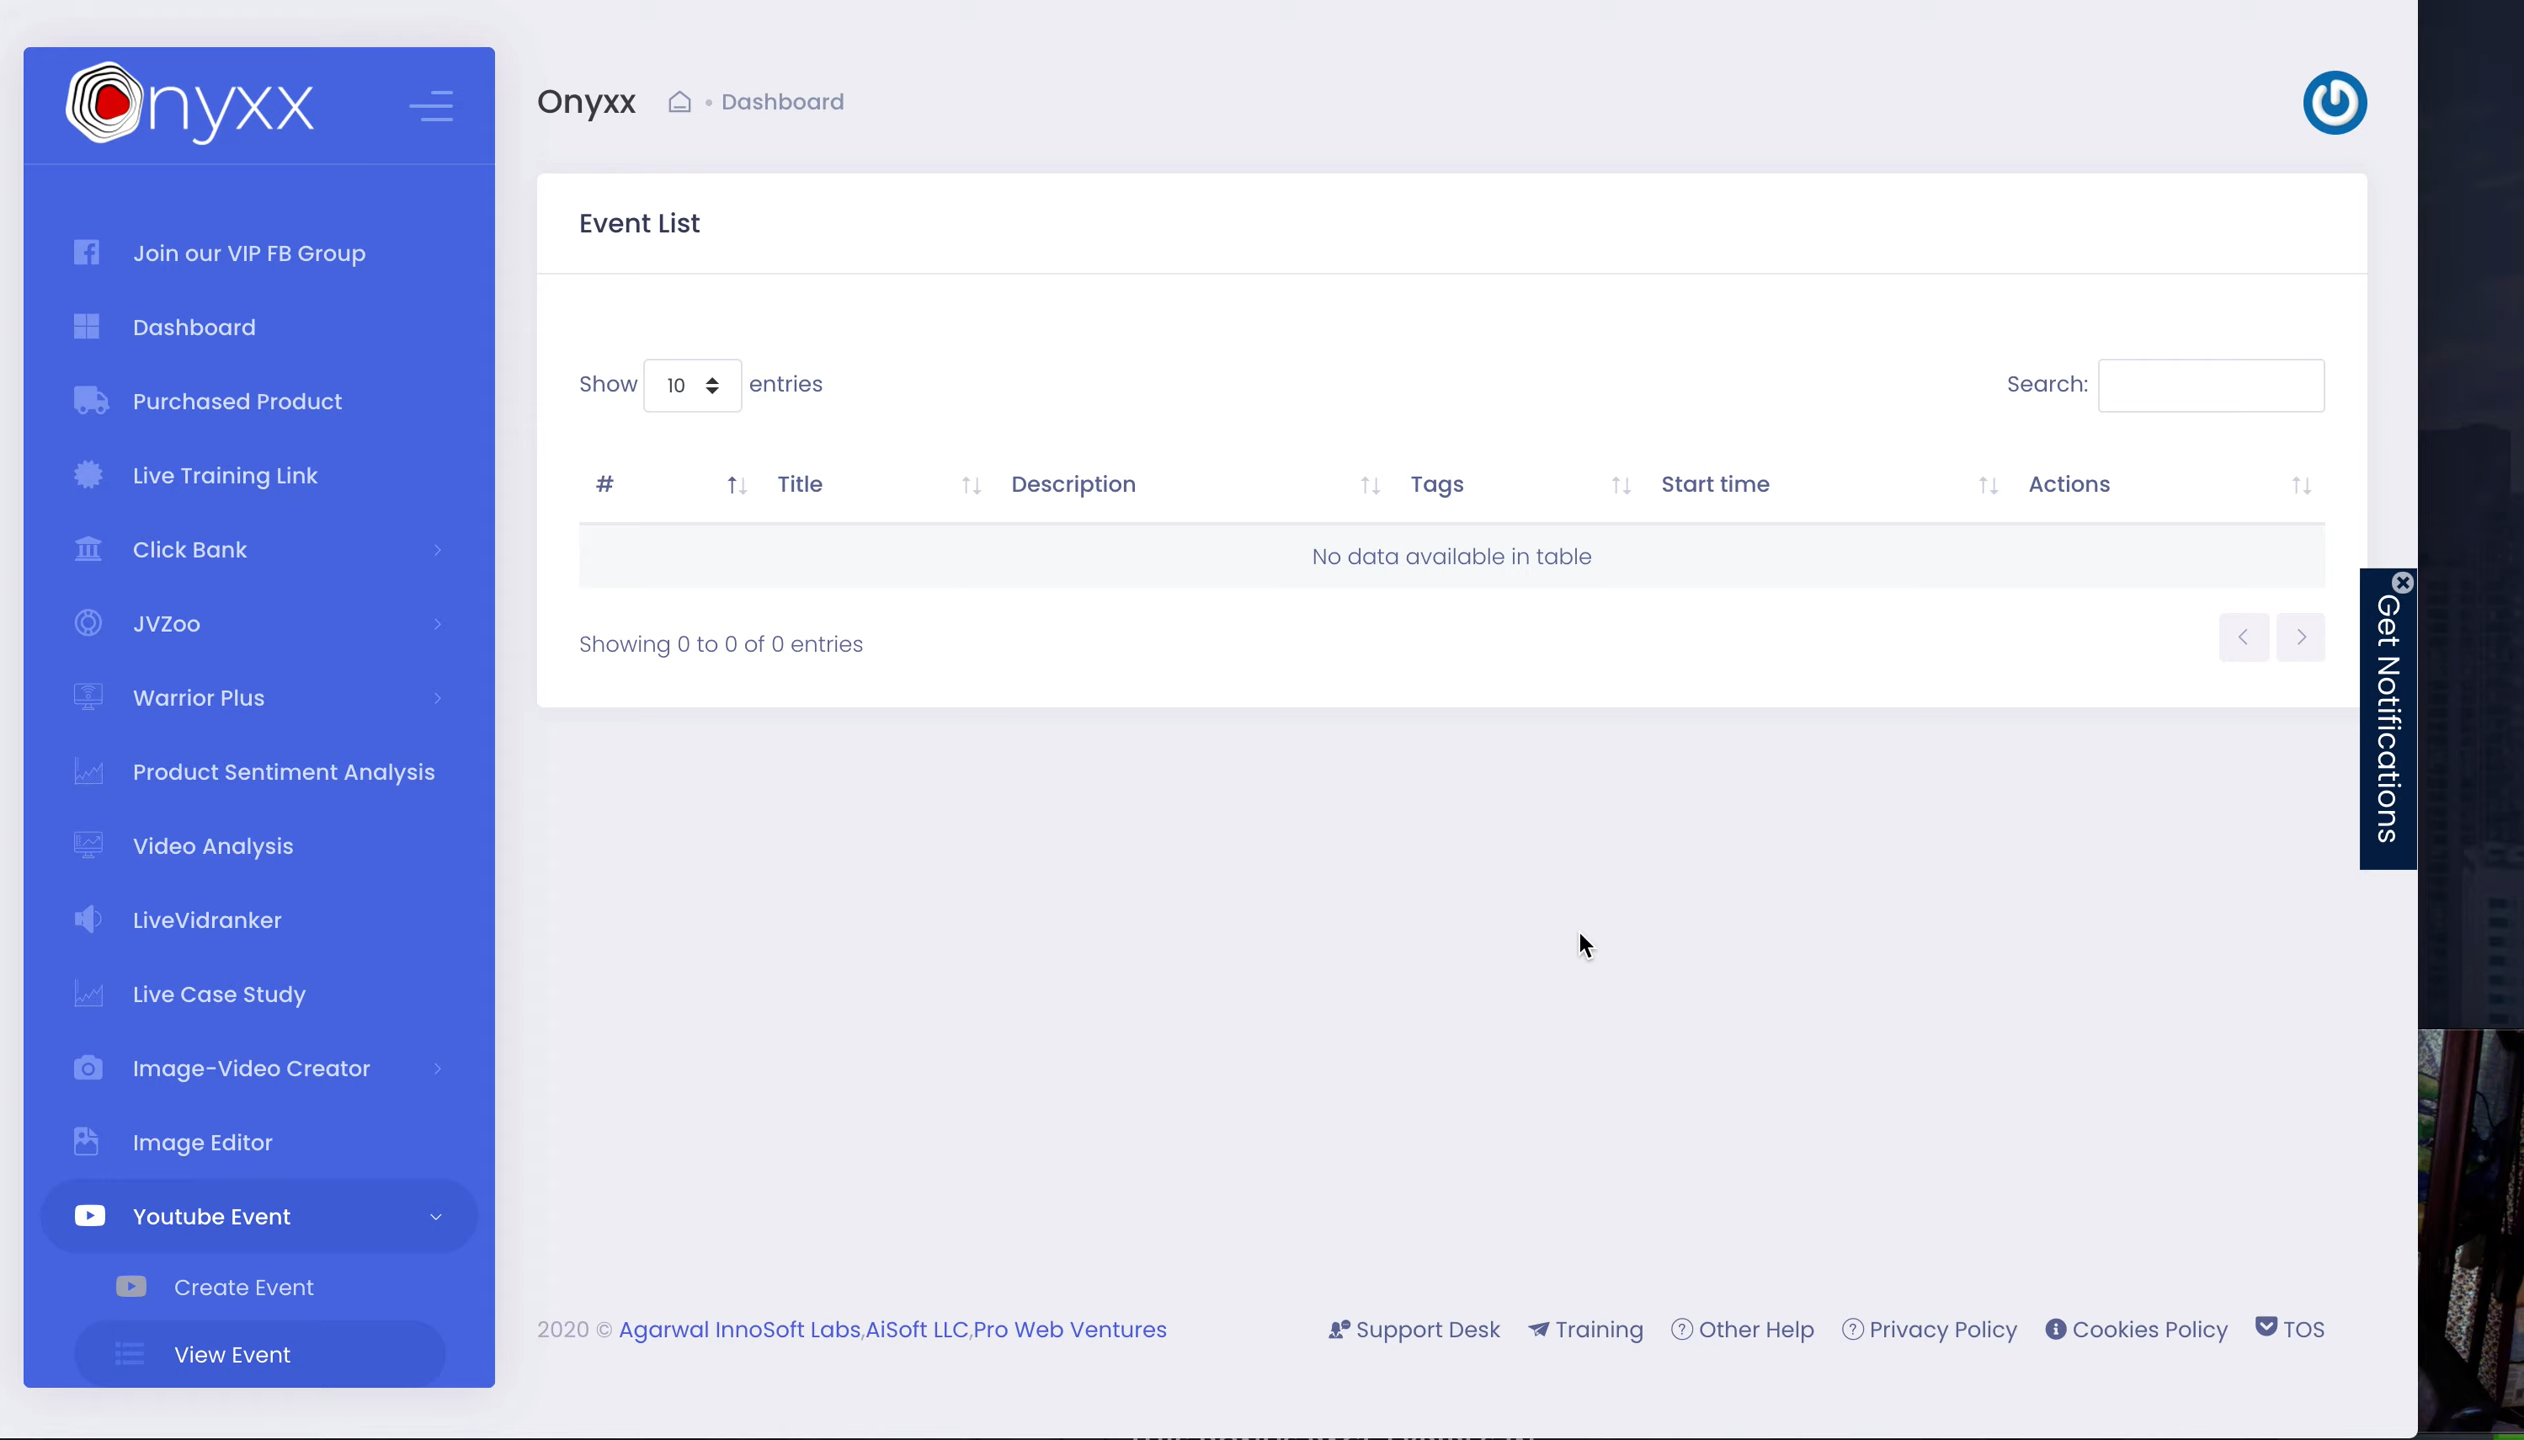 Onyxx
Join our VIP FB Group
Dashboard
Purchased Product
Live Training Link
Click Bank
JVZoo
Warrior Plus
Product Sentiment Analysis
Video Analysis
LiveVidranker
Live Case Study
Image-Video Creator
Image Editor
Youtube Event
Create Event
View Event
Onyxx • Dashboard
Event List
Show 10 entries
Search:
# Title Description Tags Start time Actions
No data available in table
Showing 0 to 0 of 0 entries
Get Notifications
2020 © Agarwal InnoSoft Labs,AiSoft LLC,Pro Web Ventures
Support Desk Training Other Help Privacy Policy Cookies Policy TOS